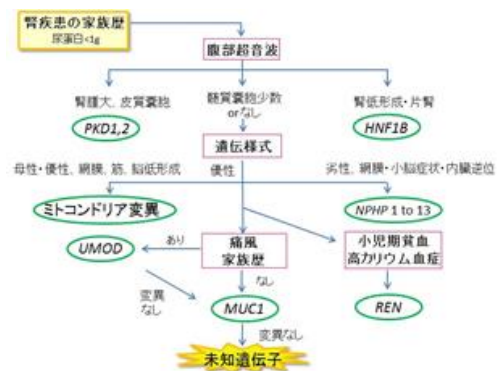 腎疾患の家族歴
尿蛋白<1g
腹部超音波
腎腫大、皮質嚢胞
PKD1,2
髄質嚢胞少数
orなし
腎低形成・片腎
HNF1B
遺伝様式
母性・優性、網膜、筋、脳低形成
優性
劣性、網膜・小脳症状・内臓逆位
ミトコンドリア変異
NPHP 1 to 13
UMOD
あり
痛風
家族歴
小児期貧血
高カリウム血症
変異
なし
なし
MUC1
REN
変異なし
未知遺伝子